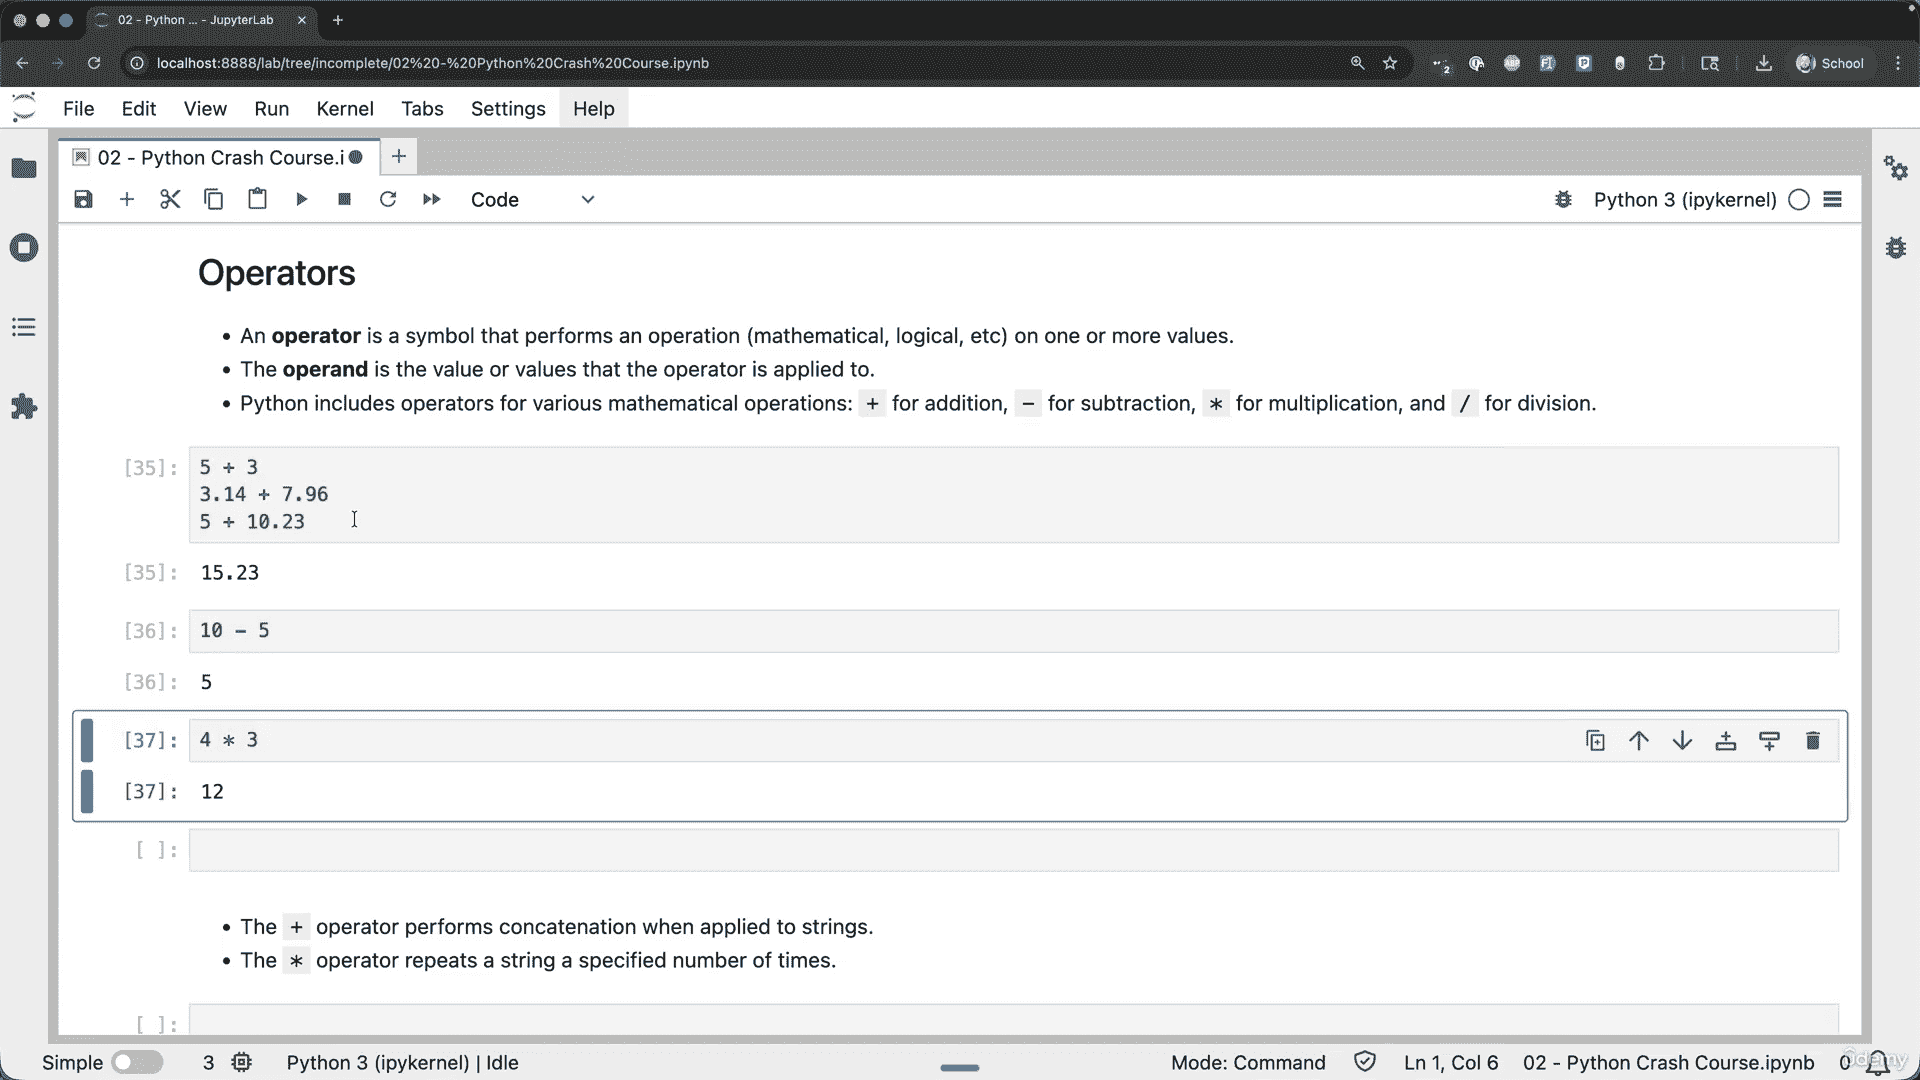 02 - Python ... - JupyterLab
localhost:8888/lab/tree/incomplete/02%20-%20Python%20Crash%20Course.ipynb
2
School
File Edit View Run Kernel Tabs Settings Help
02 - Python Crash Course.i
Code
Python 3 (ipykernel)
Operators
• An operator is a symbol that performs an operation (mathematical, logical, etc) on one or more values.
• The operand is the value or values that the operator is applied to.
• Python includes operators for various mathematical operations: + for addition, - for subtraction, * for multiplication, and / for division.
[35]: 5 + 3
3.14 + 7.96
5 + 10.23
[35]: 15.23
[36]: 10 - 5
[36]: 5
[37]: 4 * 3
[37]: 12
[ ]:
• The + operator performs concatenation when applied to strings.
• The * operator repeats a string a specified number of times.
[ ]:
Simple 3 Python 3 (ipykernel) | Idle Mode: Command Ln 1, Col 6 02 - Python Crash Course.ipynb 0
Udemy